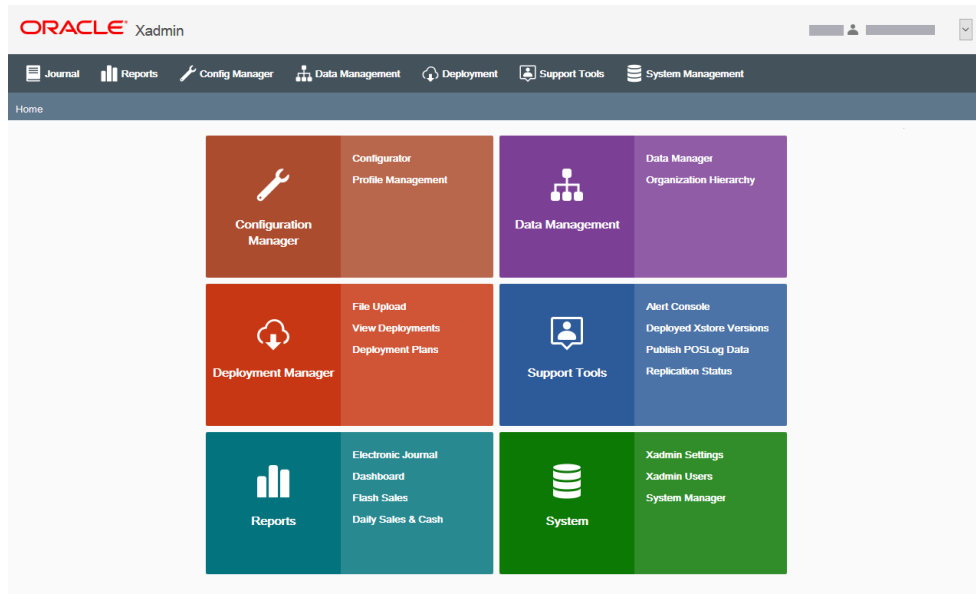 ORACLE Xadmin
Journal Reports Config Manager Data Management Deployment Support Tools System Management
Home
Configuration
Manager
Configurator
Profile Management
Data Management
Data Manager
Organization Hierarchy
Deployment Manager
File Upload
View Deployments
Deployment Plans
Support Tools
Alert Console
Deployed Xstore Versions
Publish POSLog Data
Replication Status
Reports
Electronic Journal
Dashboard
Flash Sales
Daily Sales & Cash
System
Xadmin Settings
Xadmin Users
System Manager